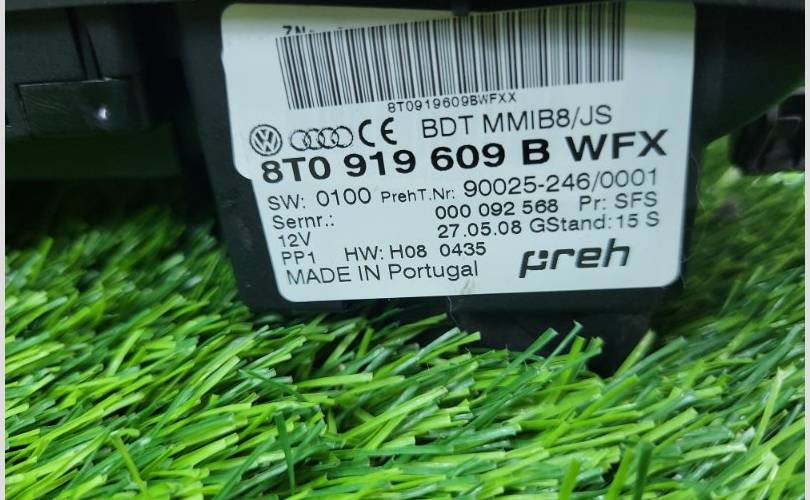 8T0919609BWFXX
CE BDT MMIB8/JS
8T0 919 609 B WFX
SW: 0100 PrehT.Nr: 90025-246/0001
Sernr.: 000 092 568 Pr: SFS
12V 27.05.08 GStand: 15 S
PP1 HW: H08 0435
MADE IN Portugal preh